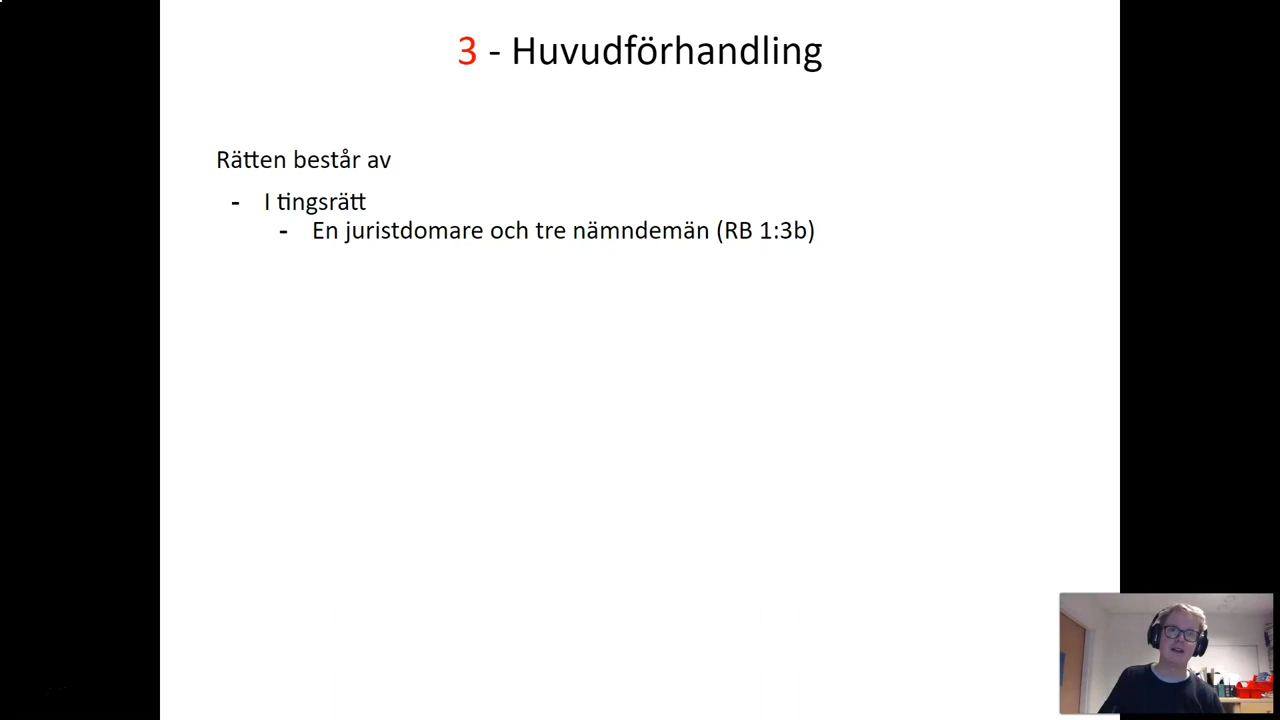 3 - Huvudförhandling
Rätten består av
- I tingsrätt
- En juristdomare och tre nämndemän (RB 1:3b)